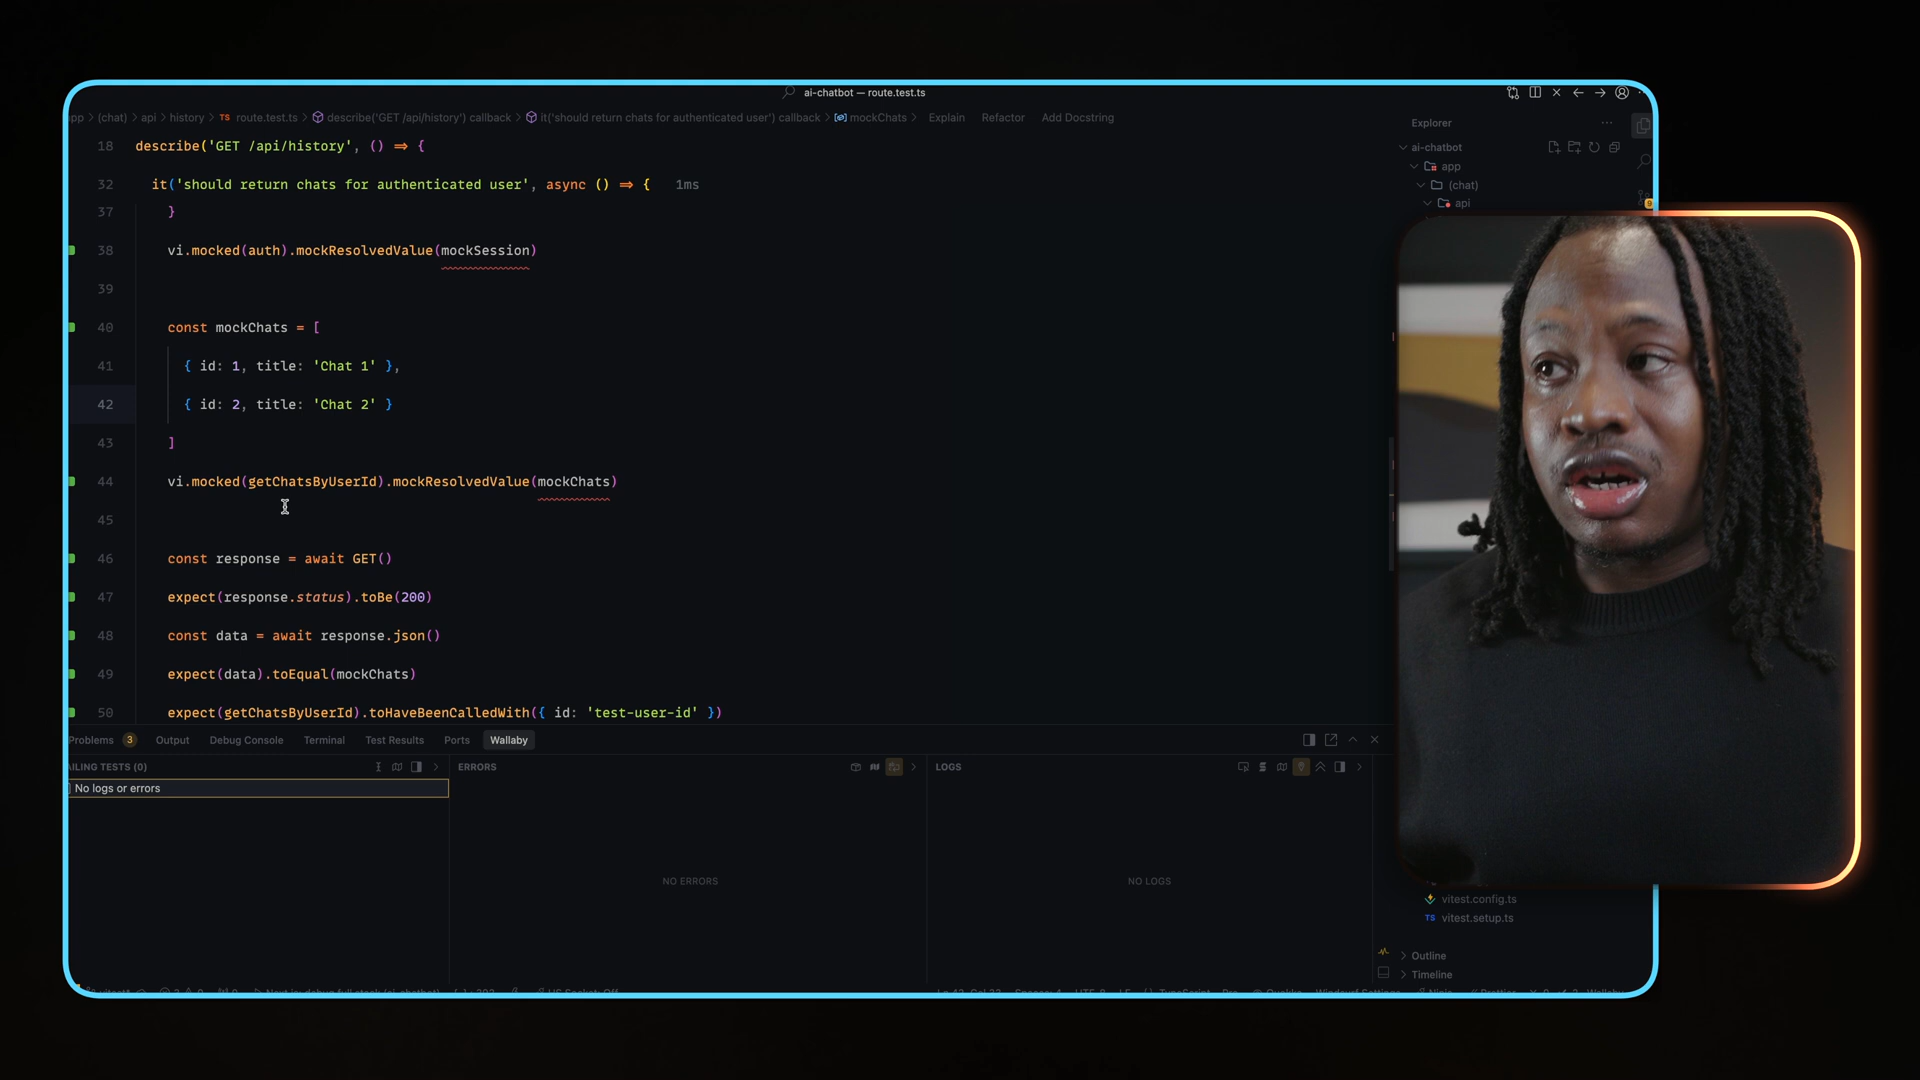 ai-chatbot — route.test.ts
(chat) > api > history > TS route.test.ts > describe('GET /api/history') callback > it('should return chats for authenticated user') callback > mockChats > Explain Refactor Add Docstring
18 describe('GET /api/history', () => {
32 it('should return chats for authenticated user', async () => { 1ms
37 }
38 vi.mocked(auth).mockResolvedValue(mockSession)
39
40 const mockChats = [
41 { id: 1, title: 'Chat 1' },
42 { id: 2, title: 'Chat 2' }
43 ]
44 vi.mocked(getChatsByUserId).mockResolvedValue(mockChats)
45
46 const response = await GET()
47 expect(response.status).toBe(200)
48 const data = await response.json()
49 expect(data).toEqual(mockChats)
50 expect(getChatsByUserId).toHaveBeenCalledWith({ id: 'test-user-id' })
Explorer
ai-chatbot
app
(chat)
api
Problems 3 Output Debug Console Terminal Test Results Ports Wallaby
AILING TESTS (0)
No logs or errors
ERRORS
NO ERRORS
LOGS
NO LOGS
vitest.config.ts
TS vitest.setup.ts
Outline
Timeline